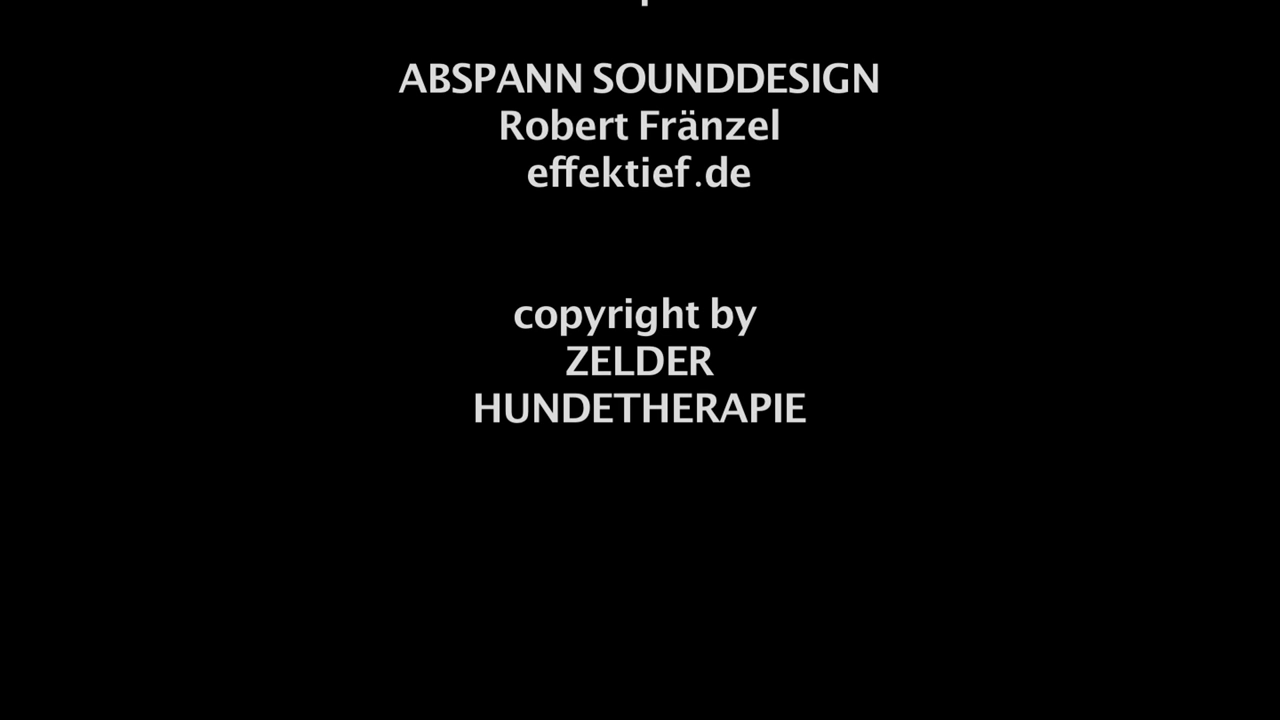 ABSPANN SOUNDDESIGN
Robert Fränzel
effektief.de
copyright by
ZELDER
HUNDETHERAPIE